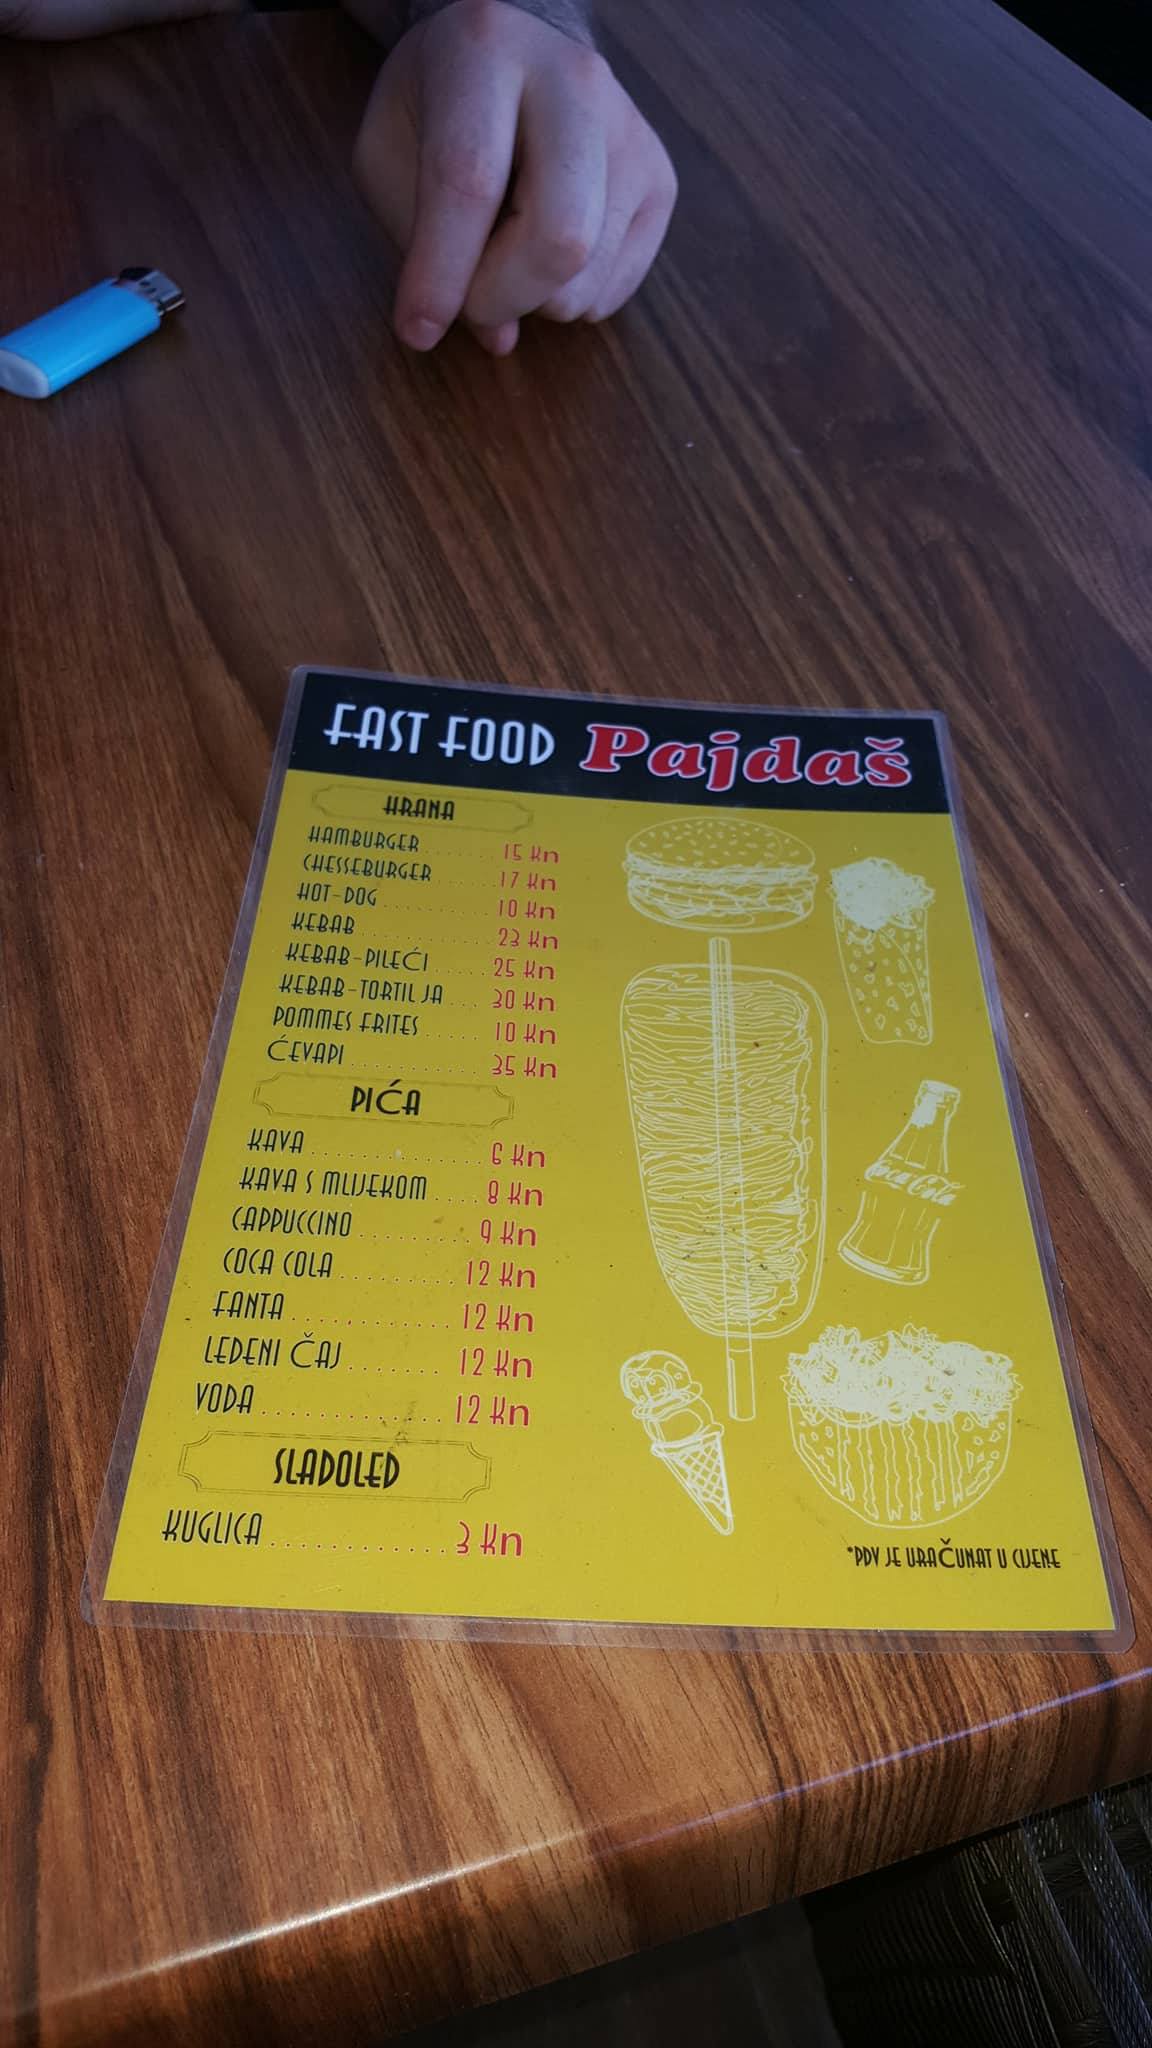 FAST FOOD Pajdaš
HRANA
HAMBURGER.......15 Kn
CHESSEBURGER......17 Kn
HOT-DOG...........10 Kn
KEBAB.............23 Kn
KEBAB-PILEĆI.....25 Kn
KEBAB-TORTILJA...30 Kn
POMMES FRITES.....10 Kn
ĆEVAPI............35 Kn
PIĆA
KAVA..............6 Kn
KAVA S MLIJEKOM....8 Kn
CAPPUCCINO.........9 Kn
COCA COLA.........12 Kn
FANTA............12 Kn
LEDENI ČAJ.......12 Kn
VODA.............12 Kn
SLADOLED
KUGLICA............3 Kn
Coca Cola
*PDV JE URAČUNAT U CIJENE